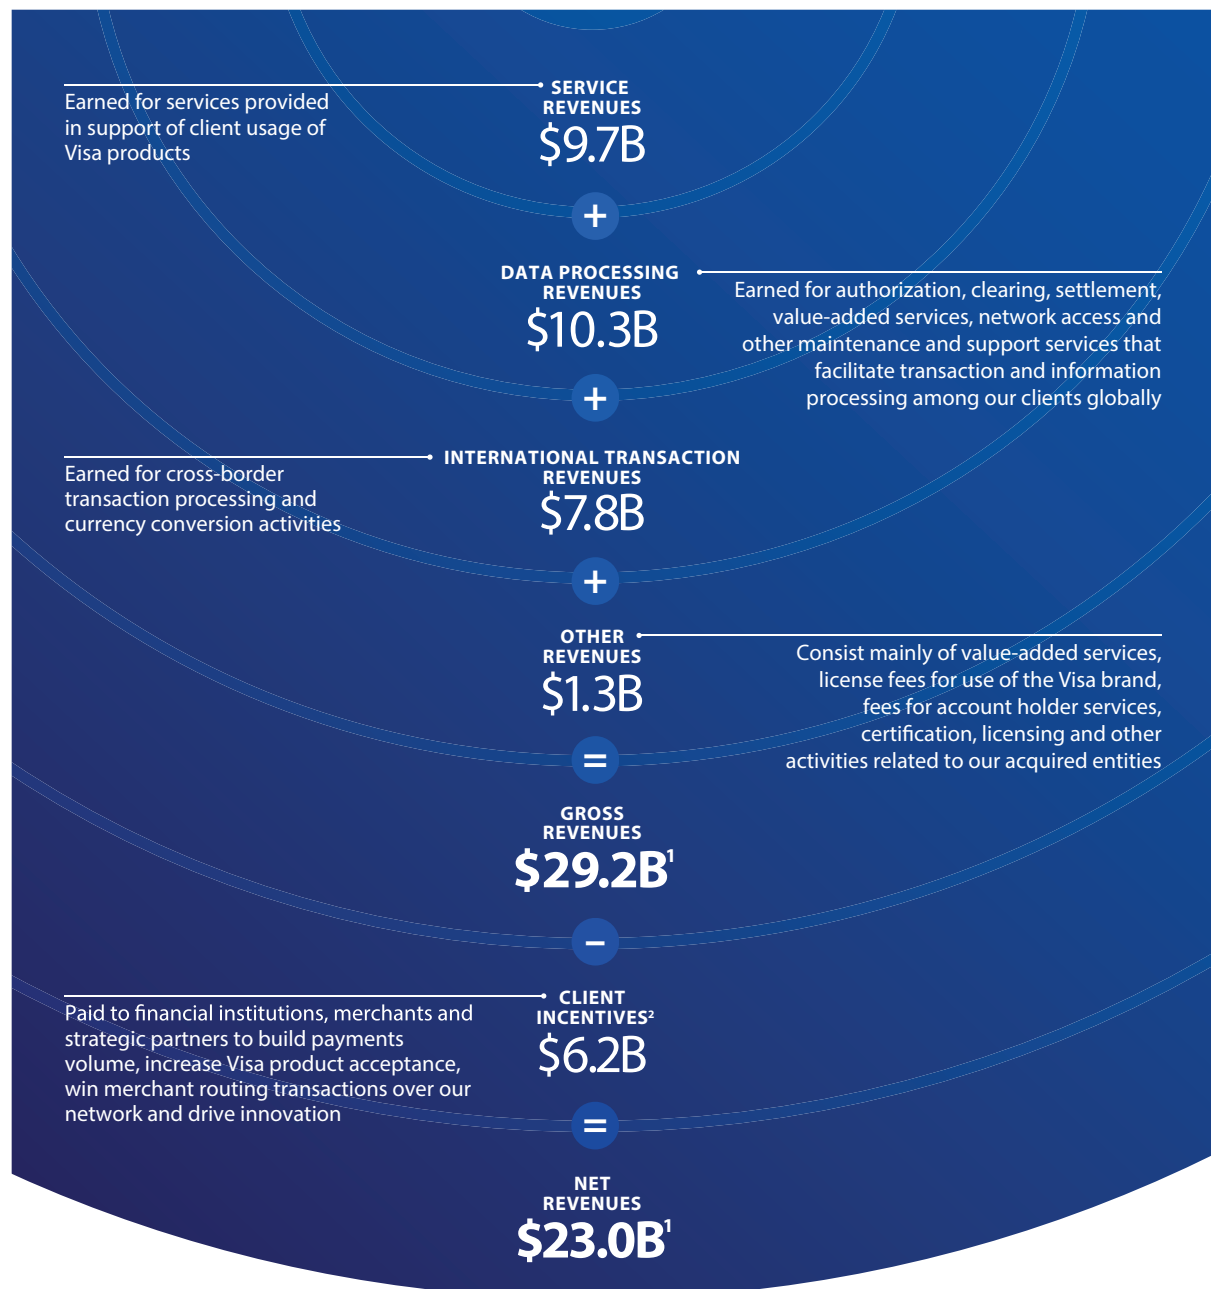 SERVICE
REVENUES
$9.7B
Earned for services provided
in support of client usage of
Visa products
+
DATA PROCESSING
REVENUES
$10.3B
Earned for authorization, clearing, settlement,
value-added services, network access and
other maintenance and support services that
facilitate transaction and information
processing among our clients globally
+
INTERNATIONAL TRANSACTION
REVENUES
$7.8B
Earned for cross-border
transaction processing and
currency conversion activities
+
OTHER
REVENUES
$1.3B
Consist mainly of value-added services,
license fees for use of the Visa brand,
fees for account holder services,
certification, licensing and other
activities related to our acquired entities
=
GROSS
REVENUES
$29.2B¹
–
CLIENT
INCENTIVES²
$6.2B
Paid to financial institutions, merchants and
strategic partners to build payments
volume, increase Visa product acceptance,
win merchant routing transactions over our
network and drive innovation
=
NET
REVENUES
$23.0B¹